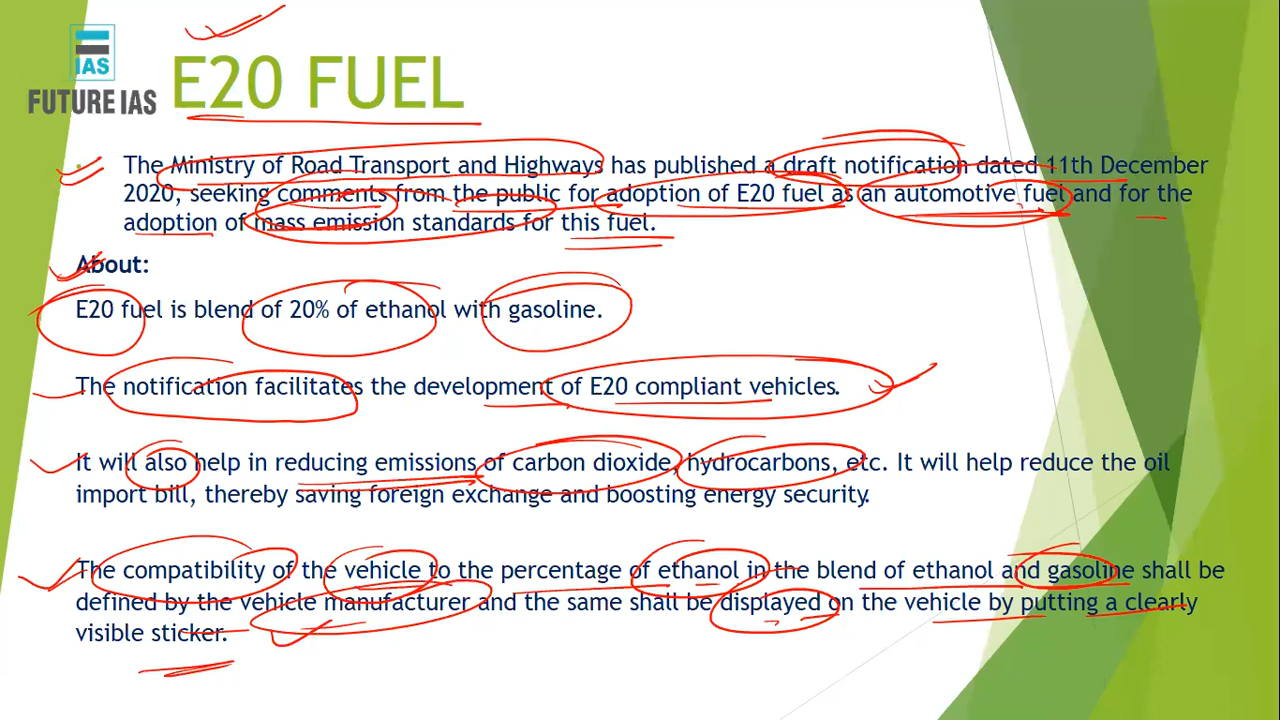 IAS
FUTURE IAS
E20 FUEL
The Ministry of Road Transport and Highways has published a draft notification dated 11th December
2020, seeking comments from the public for adoption of E20 fuel as an automotive fuel and for the
adoption of mass emission standards for this fuel.
About:
E20 fuel is blend of 20% of ethanol with gasoline.
The notification facilitates the development of E20 compliant vehicles.
It will also help in reducing emissions of carbon dioxide, hydrocarbons, etc. It will help reduce the oil
import bill, thereby saving foreign exchange and boosting energy security.
The compatibility of the vehicle to the percentage of ethanol in the blend of ethanol and gasoline shall be
defined by the vehicle manufacturer and the same shall be displayed on the vehicle by putting a clearly
visible sticker.